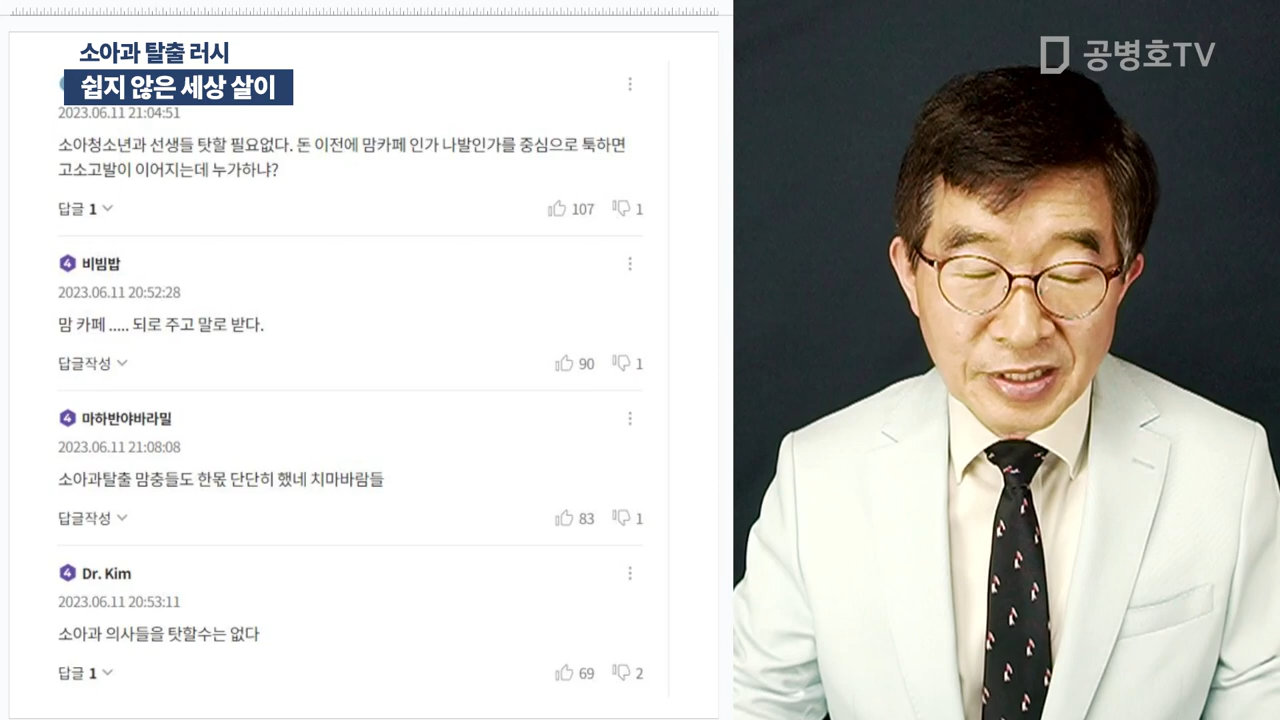 소아과 탈출 러시
쉽지 않은 세상 살이
공병호TV
2023.06.11 21:04:51
소아청소년과 선생들 탓할 필요없다. 돈 이전에 맘카페 인가 나발인가를 중심으로 툭하면
고소고발이 이어지는데 누가하냐?
답글 1
107
1
4 비빔밥
2023.06.11 20:52:28
맘 카페 ..... 되로 주고 말로 받다.
답글작성
90
1
4 마하반야바라밀
2023.06.11 21:08:08
소아과탈출 맘충들도 한몫 단단히 했네 치마바람들
답글작성
83
1
4 Dr. Kim
2023.06.11 20:53:11
소아과 의사들을 탓할수는 없다
답글 1
69
2